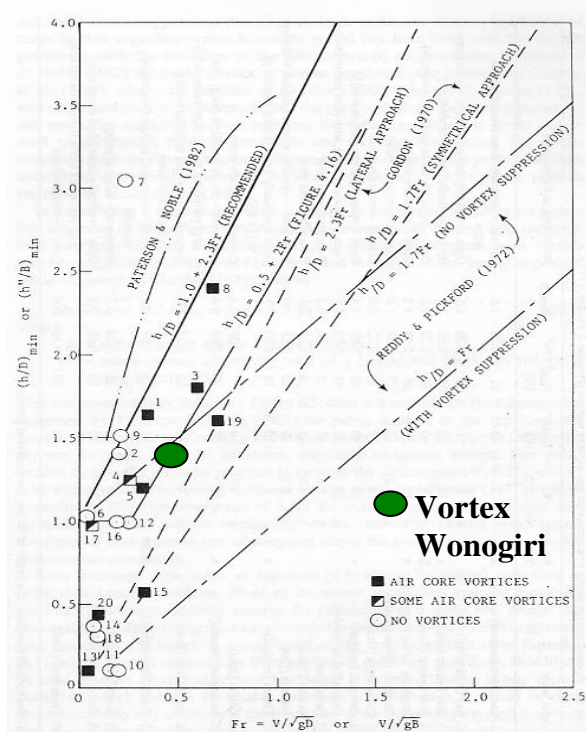 4.0
3.5
3.0
2.5
2.0
1.5
1.0
0.5
0
0
0.5
1.0
1.5
2.0
2.5
(h/D)min or (h"/B)min
Fr = V/√gD or V/√gB
PATERSON & NOBLE (1982)
h/D = 1.0 + 2.3Fr (RECOMMENDED)
h/D = 0.5 + 2Fr (FIGURE 4.16)
h/D = 2.3Fr (LATERAL APPROACH)
GORDON (1970)
h/D = 1.7Fr (SYMMETRICAL APPROACH)
h/D = 1.7Fr (NO VORTEX SUPPRESSION)
REDDY & PICKFORD (1972)
h/D = Fr
(WITH VORTEX SUPPRESSION)
7
8
3
1
19
9
2
4
5
6
17
16
12
15
20
14
18
13
11
10
Vortex
Wonogiri
AIR CORE VORTICES
SOME AIR CORE VORTICES
NO VORTICES